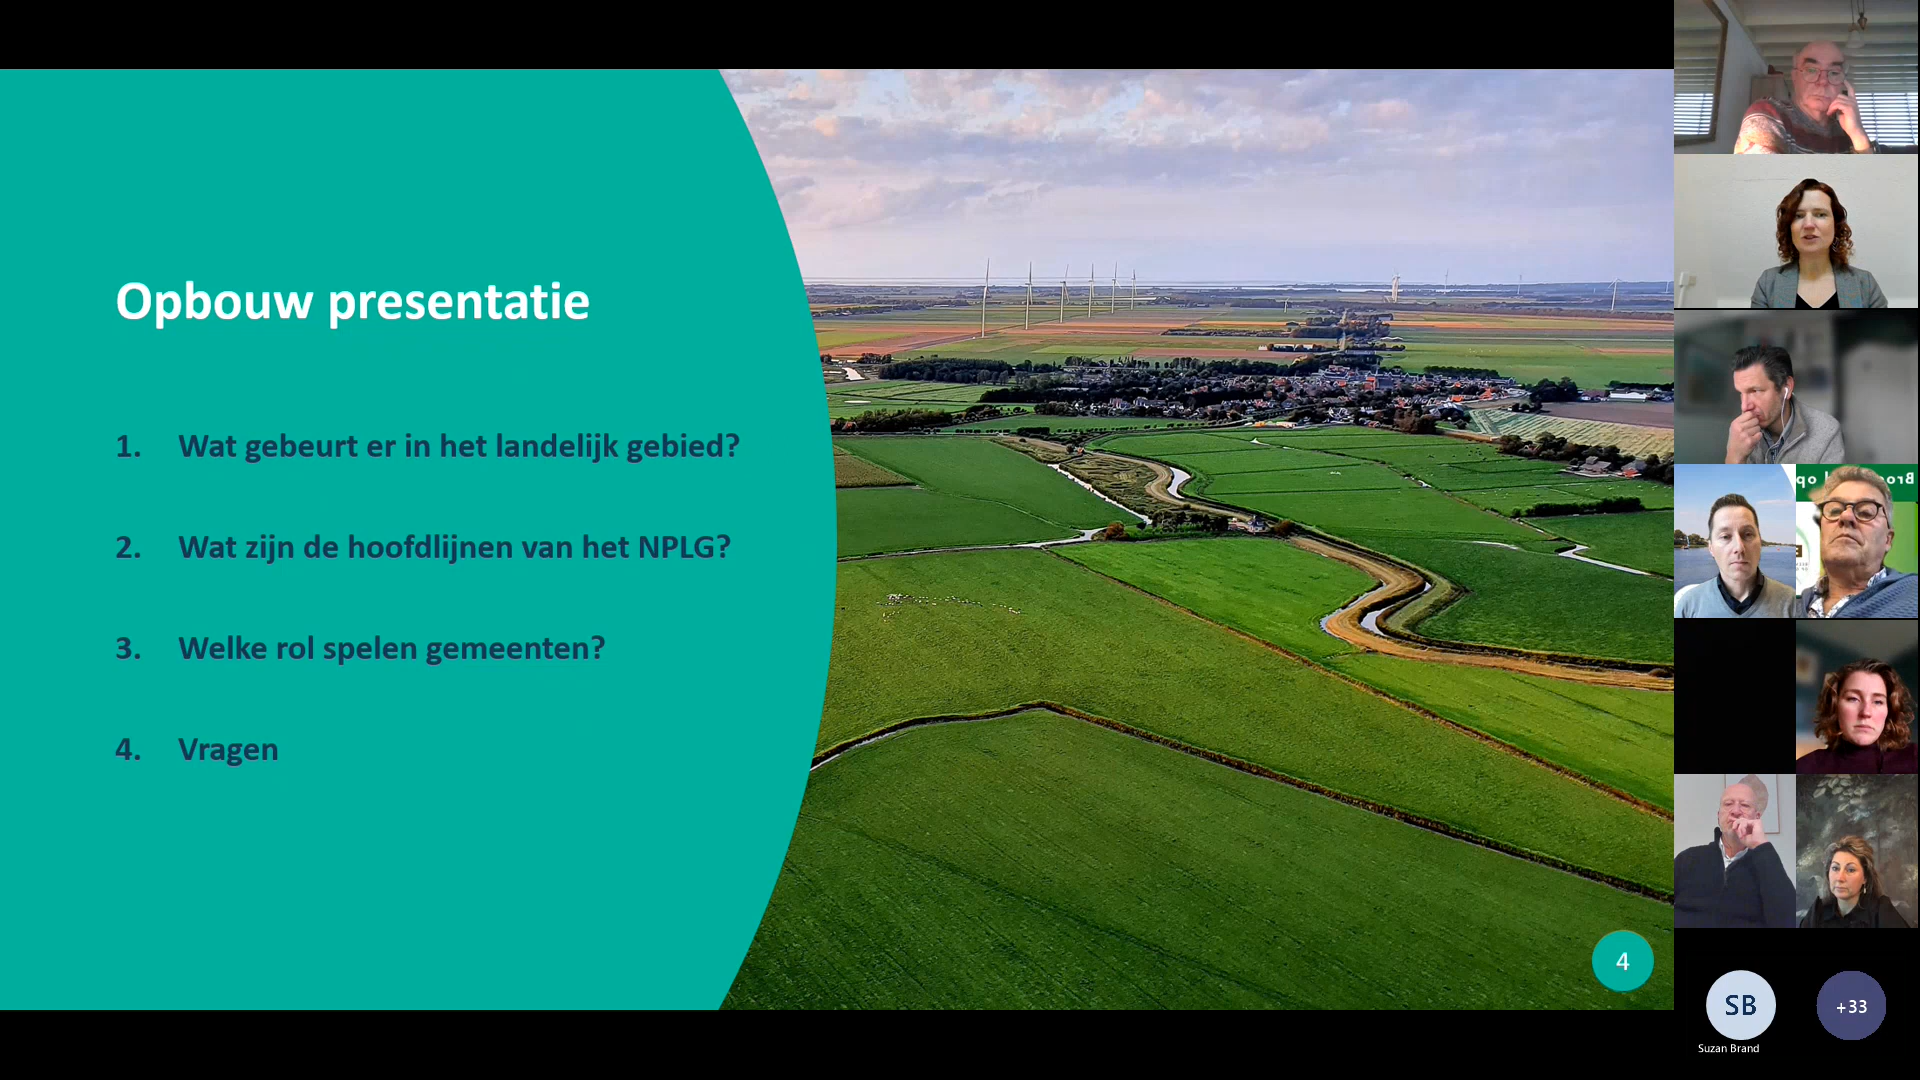 Opbouw presentatie
1. Wat gebeurt er in het landelijk gebied?
2. Wat zijn de hoofdlijnen van het NPLG?
3. Welke rol spelen gemeenten?
4. Vragen
4
SB
Suzan Brand
+33